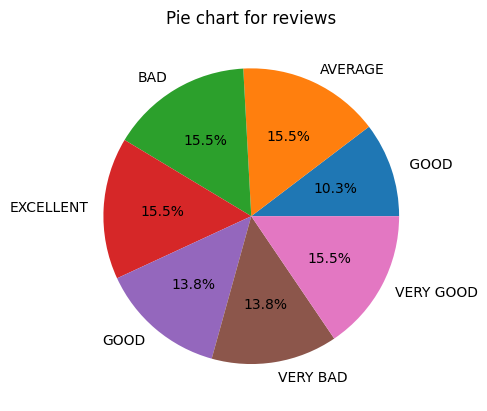 Pie chart for reviews
AVERAGE
BAD
15.5%
15.5%
GOOD
10.3%
EXCELLENT
15.5%
15.5%
13.8%
13.8%
VERY GOOD
GOOD
VERY BAD